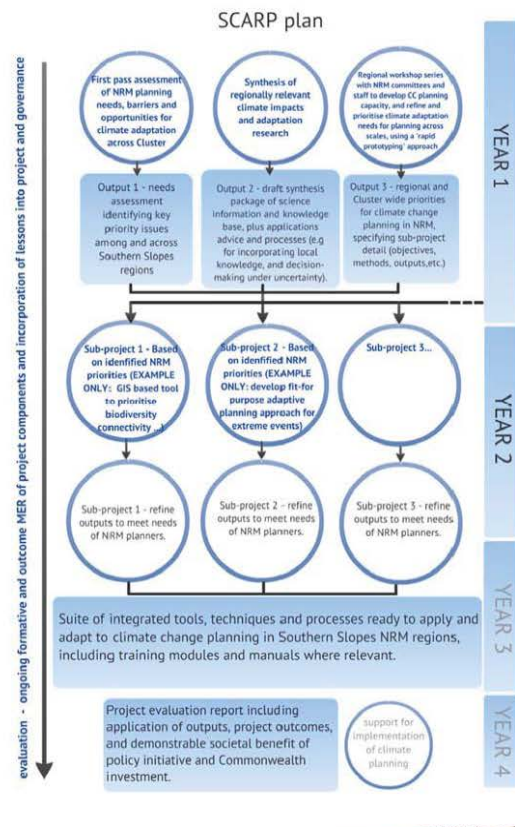 SCARP plan
First pass assessment
of NRM planning
needs, barriers and
opportunities for
climate adaptation
across Cluster
Synthesis of
regionally relevant
climate impacts
and adaptation
research
Regional workshop series
with NRM committees and
staff to develop CC planning
capacity, and refine and
prioritise climate adaptation
needs for planning across
scales, using a 'rapid
prototyping' approach
Output 1 - needs
assessment
identifying key
priority issues
among and across
Southern Slopes
regions
Output 2 - draft synthesis
package of science
information and knowledge
base, plus applications
advice and processes (e.g
for incorporating local
knowledge, and decision-
making under uncertainty).
Output 3 - regional and
Cluster wide priorities
for climate change
planning in NRM,
specifying sub-project
detail (objectives,
methods, outputs,etc.)
YEAR 1
Sub-project 1 - Based
on idenfified NRM
priorities (EXAMPLE
ONLY: GIS based tool
to prioritise
biodiversity
connectivity ...)
Sub-project 2 - Based
on idenfified NRM
priorities (EXAMPLE
ONLY: develop fit-for
purpose adaptive
planning approach for
extreme events)
Sub-project 3...
YEAR 2
Sub-project 1 - refine
outputs to meet needs
of NRM planners.
Sub-project 2 - refine
outputs to meet needs
of NRM planners.
Sub-project 3 - refine
outputs to meet needs
of NRM planners.
Suite of integrated tools, techniques and processes ready to apply and
adapt to climate change planning in Southern Slopes NRM regions,
including training modules and manuals where relevant.
YEAR 3
Project evaluation report including
application of outputs, project outcomes,
and demonstrable societal benefit of
policy initiative and Commonwealth
investment.
support for
implementation
of climate
planning
YEAR 4
evaluation - ongoing formative and outcome MER of project components and incorporation of lessons into project and governance